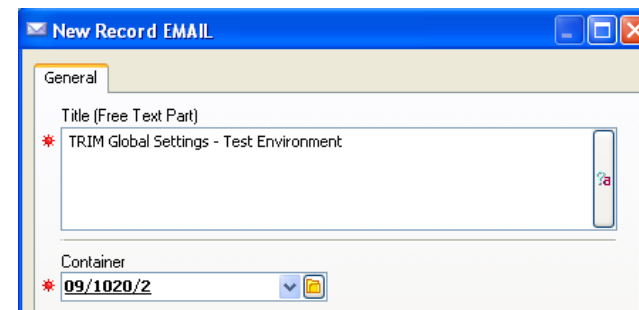 New Record EMAIL
General
Title (Free Text Part)
TRIM Global Settings - Test Environment
?a
Container
09/1020/2